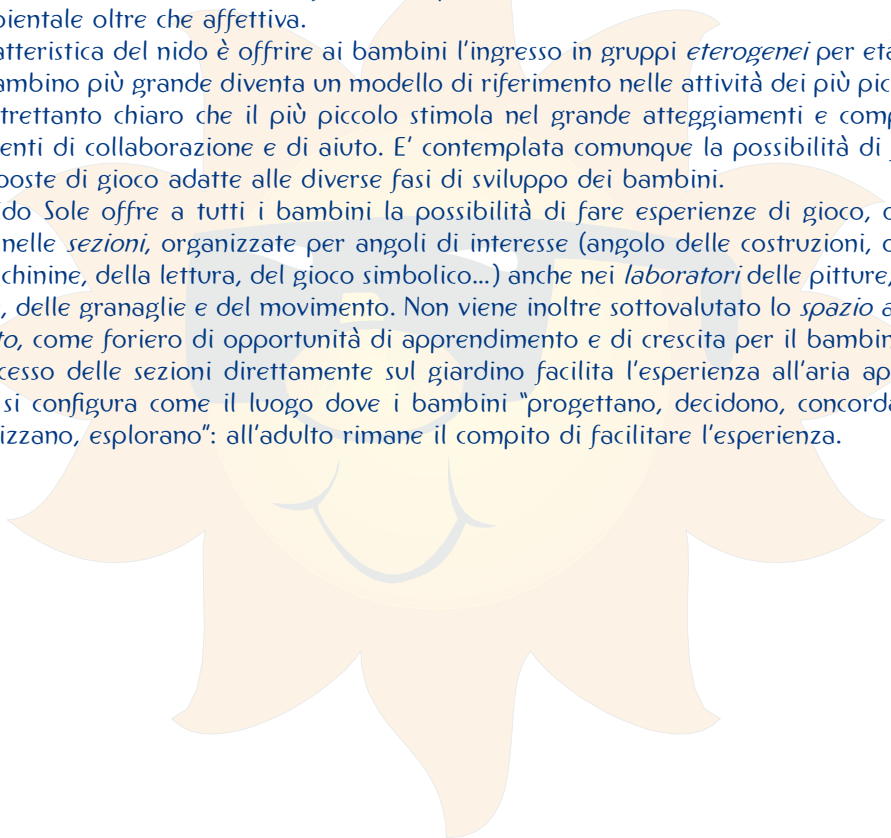 bientale oltre che affettiva.
atteristica del nido è offrire ai bambini l'ingresso in gruppi eterogenei per eta
ambino più grande diventa un modello di riferimento nelle attività dei più pic
trettanto chiaro che il più piccolo stimola nel grande atteggiamenti e comp
enti di collaborazione e di aiuto. E' contemplata comunque la possibilità di
poste di gioco adatte alle diverse fasi di sviluppo dei bambini.
do Sole offre a tutti i bambini la possibilità di fare esperienze di gioco,
nelle sezioni, organizzate per angoli di interesse (angolo delle costruzioni,
chinine, della lettura, del gioco simbolico...) anche nei laboratori delle pitture,
, delle granaglie e del movimento. Non viene inoltre sottovalutato lo spazio a
to, come foriero di opportunità di apprendimento e di crescita per il bambin
cesso delle sezioni direttamente sul giardino facilita l'esperienza all'aria ap
si configura come il luogo dove i bambini "progettano, decidono, concorda
izzano, esplorano": all'adulto rimane il compito di facilitare l'esperienza.